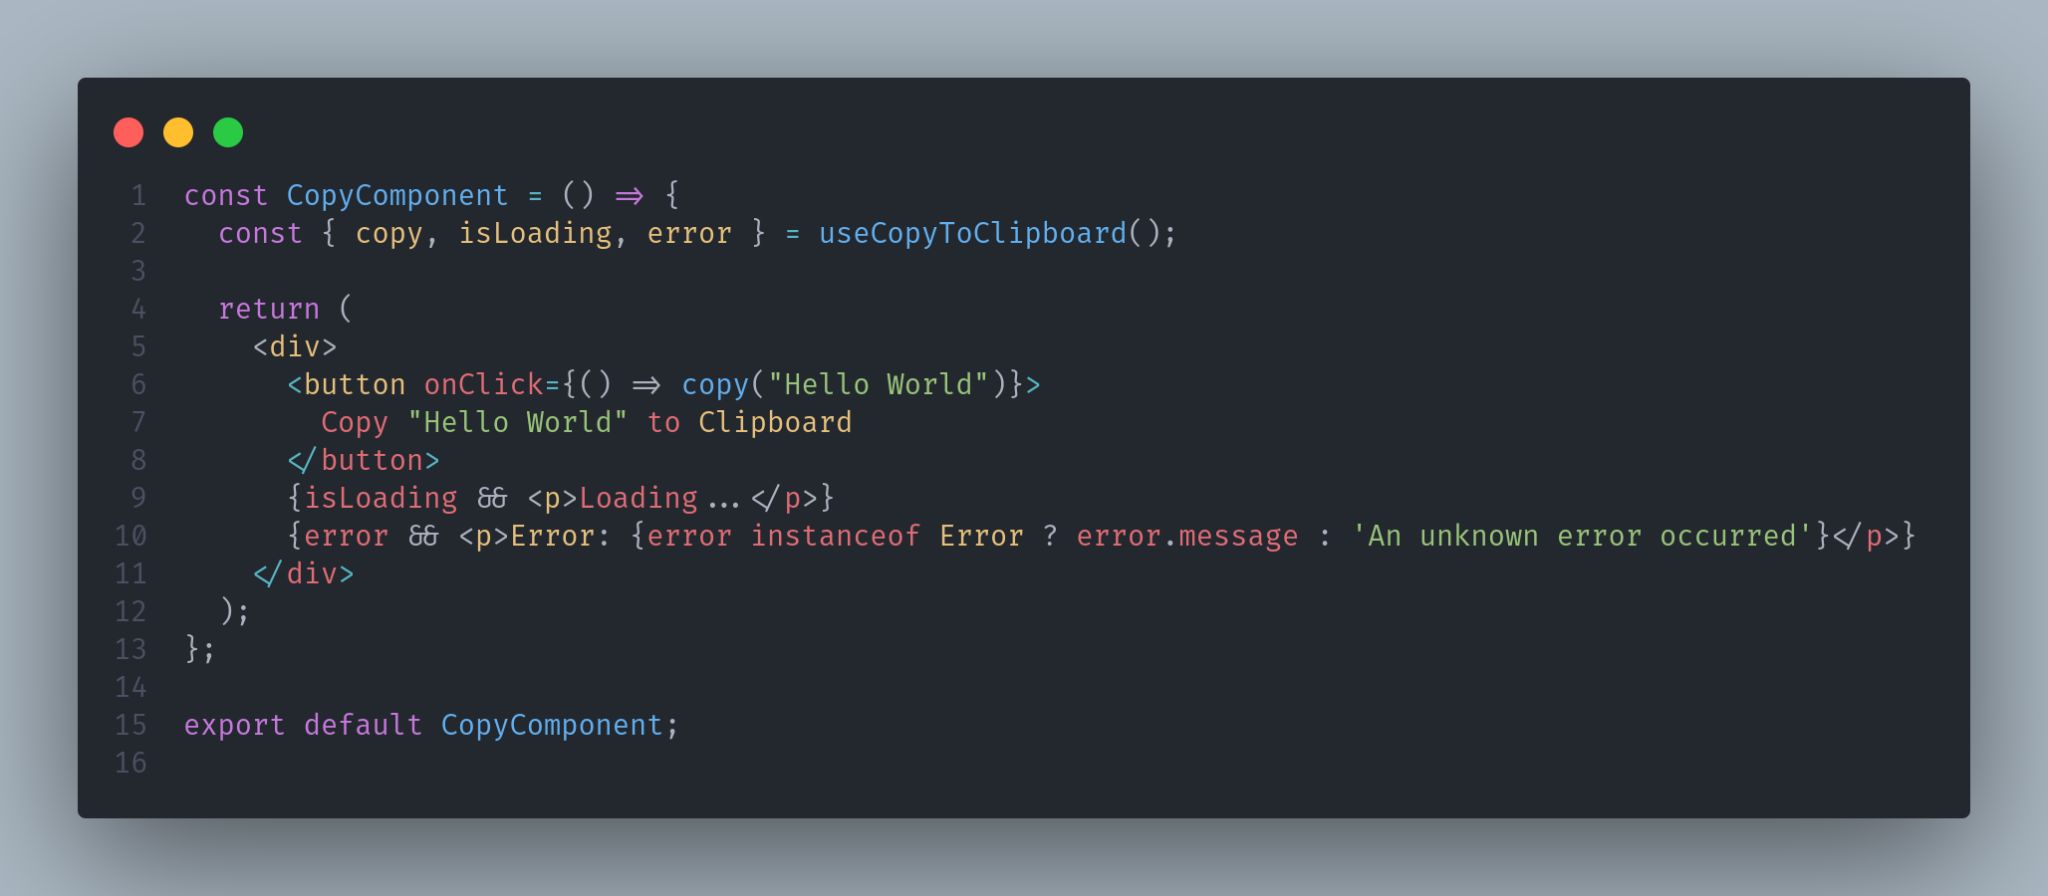 1 const CopyComponent = () => {
2   const { copy, isLoading, error } = useCopyToClipboard();
3
4   return (
5     <div>
6       <button onClick={() => copy("Hello World")}>
7         Copy "Hello World" to Clipboard
8       </button>
9       {isLoading && <p>Loading...</p>}
10       {error && <p>Error: {error instanceof Error ? error.message : 'An unknown error occurred'}</p>}
11     </div>
12   );
13 };
14
15 export default CopyComponent;
16